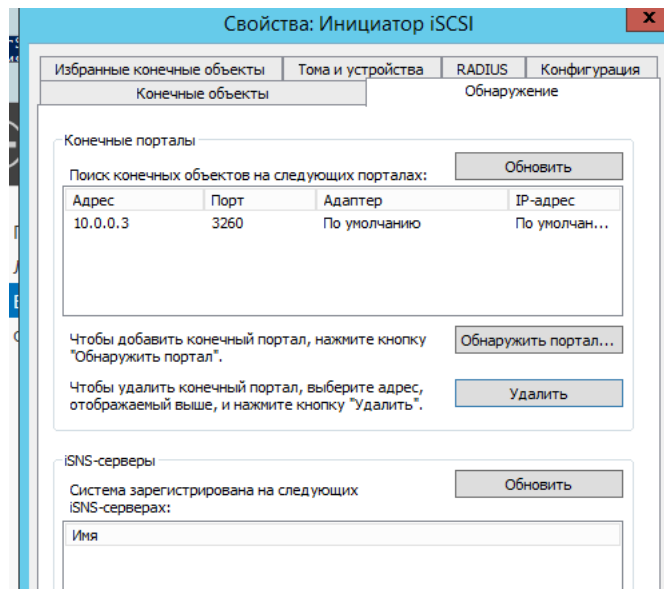 Свойства: Инициатор iSCSI
x
Избранные конечные объекты Тома и устройства RADIUS Конфигурация
Конечные объекты Обнаружение
Конечные порталы
Поиск конечных объектов на следующих порталах: Обновить
Адрес Порт Адаптер IP-адрес
10.0.0.3 3260 По умолчанию По умолчан...
Чтобы добавить конечный портал, нажмите кнопку Обнаружить портал...
"Обнаружить портал".
Чтобы удалить конечный портал, выберите адрес, Удалить
отображаемый выше, и нажмите кнопку "Удалить".
iSNS-серверы
Система зарегистрирована на следующих Обновить
iSNS-серверах:
Имя